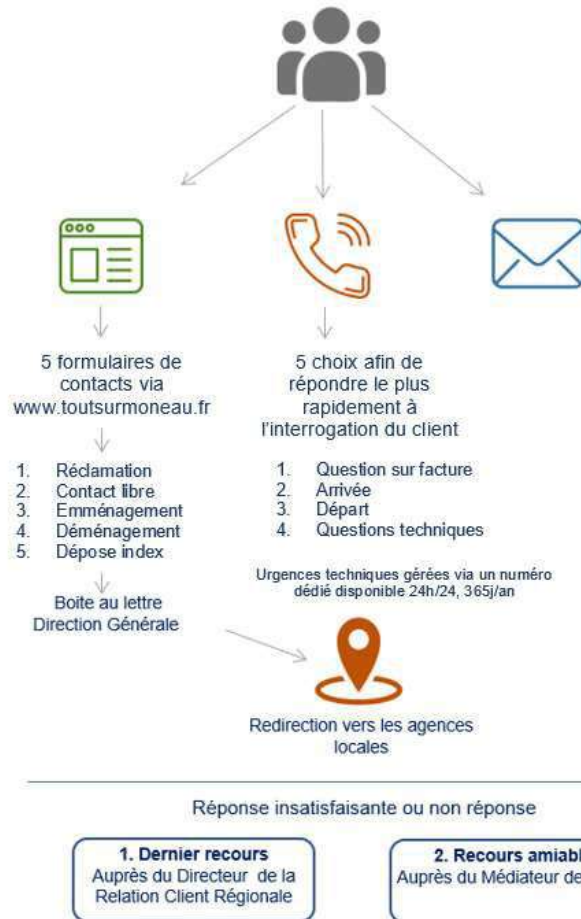 5 formulaires de
contacts via
www.toutsurmoneau.fr
1. Réclamation
2. Contact libre
3. Emménagement
4. Déménagement
5. Dépose index
Boite au lettre
Direction Générale
5 choix afin de
répondre le plus
rapidement à
l'interrogation du client
1. Question sur facture
2. Arrivée
3. Départ
4. Questions techniques
Urgences techniques gérées via un numéro
dédié disponible 24h/24, 365j/an
Redirection vers les agences
locales
Réponse insatisfaisante ou non réponse
1. Dernier recours
Auprès du Directeur de la
Relation Client Régionale
2. Recours
Auprès du Médiateur de